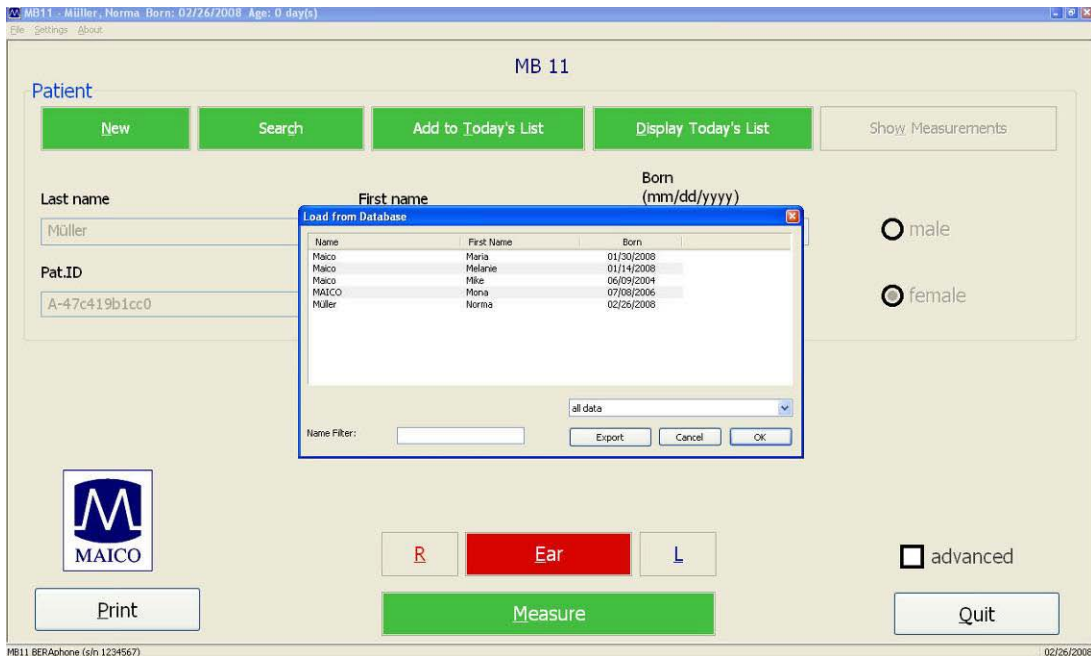 MB11 - Müller, Norma Born: 02/26/2008 Age: 0 day(s)
File Settings About
MB 11
Patient
New Search Add to Today's List Display Today's List Show Measurements
Last name First name Born
(mm/dd/yyyy)
Müller male
Pat.ID
A-47c419b1cc0 female
Load from Database
Name First Name Born
Maico Maria 01/30/2008
Maico Melanie 01/14/2008
Maico Mike 06/09/2004
MAICO Mona 07/08/2006
Müller Norma 02/26/2008
all data
Name Filter: Export Cancel OK
MAICO
R Ear L advanced
Print Measure Quit
MB11 BERAphone (s/n 1234567) 02/26/2008